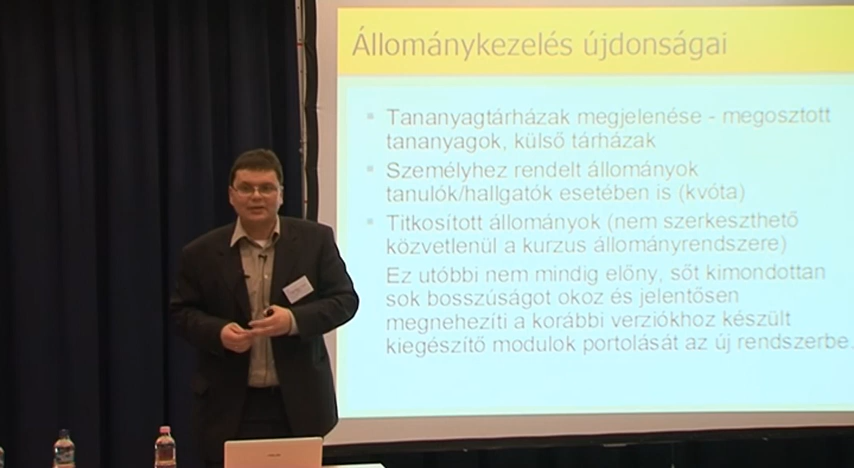 Állománykezelés újdonságai
Tananyagtárházak megjelenése - megosztott
tananyagok, külső tárházak
Személyhez rendelt állományok
tanulók/hallgatók esetében is (kvóta)
Titkosított állományok (nem szerkeszthető
közvetlenül a kurzus állományrendszere)
Ez utóbbi nem mindig előny, sőt kimondottan
sok bosszúságot okoz és jelentősen
megnehezíti a korábbi verziókhoz készült
kiegészítő modulok portolását az új rendszerbe.